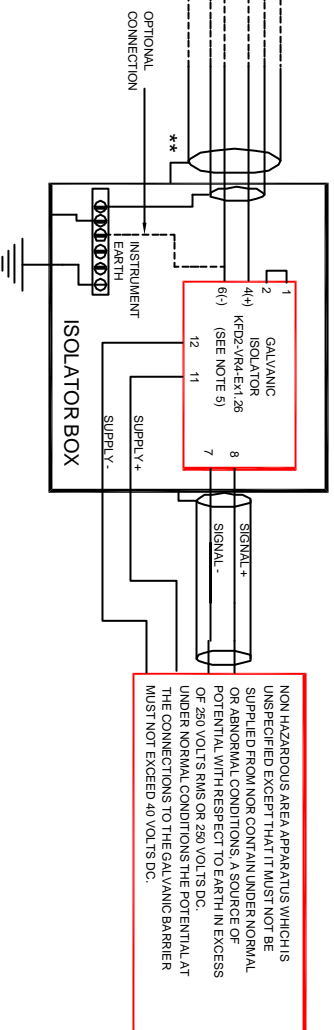 OPTIONAL
CONNECTION
**
INSTRUMENT
EARTH
ISOLATOR BOX
1
2
4(+)
6(-)
GALVANIC
ISOLATOR
KFD2-VR4-Ex1.26
(SEE NOTE 5)
12
11
7
8
SUPPLY+
SUPPLY-
SIGNAL+
SIGNAL-
NON HAZARDOUS AREA APPARATUS WHICH IS
UNSPECIFIED EXCEPT THAT IT MUST NOT BE
SUPPLIED FROM NOR CONTAIN UNDER NORMAL
OR ABNORMAL CONDITIONS, A SOURCE OF
POTENTIAL WITH RESPECT TO EARTH IN EXCESS
OF 250 VOLTS RMS OR 250 VOLTS DC.
UNDER NORMAL CONDITIONS THE POTENTIAL AT
THE CONNECTIONS TO THE GALVANIC BARRIER
MUST NOT EXCEED 40 VOLTS DC.